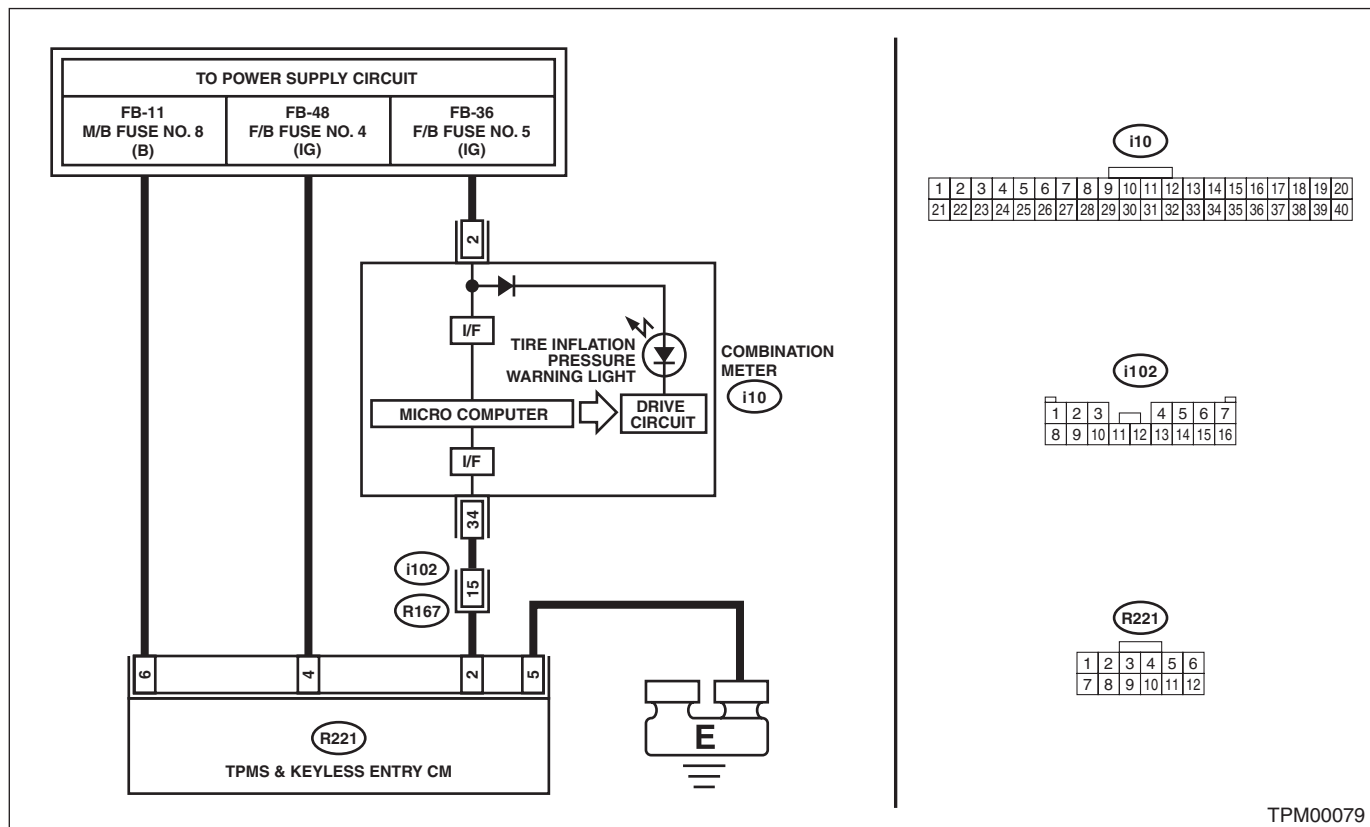 TO POWER SUPPLY CIRCUIT
FB-11
M/B FUSE NO. 8
(B)
FB-48
F/B FUSE NO. 4
(IG)
FB-36
F/B FUSE NO. 5
(IG)
2
I/F
TIRE INFLATION
PRESSURE
WARNING LIGHT
COMBINATION
METER
i10
MICRO COMPUTER
DRIVE
CIRCUIT
I/F
34
i102
15
R167
6
4
2
5
R221
TPMS & KEYLESS ENTRY CM
E
i10
1 2 3 4 5 6 7 8 9 10 11 12 13 14 15 16 17 18 19 20
21 22 23 24 25 26 27 28 29 30 31 32 33 34 35 36 37 38 39 40
i102
1 2 3 4 5 6 7
8 9 10 11 12 13 14 15 16
R221
1 2 3 4 5 6
7 8 9 10 11 12
TPM00079